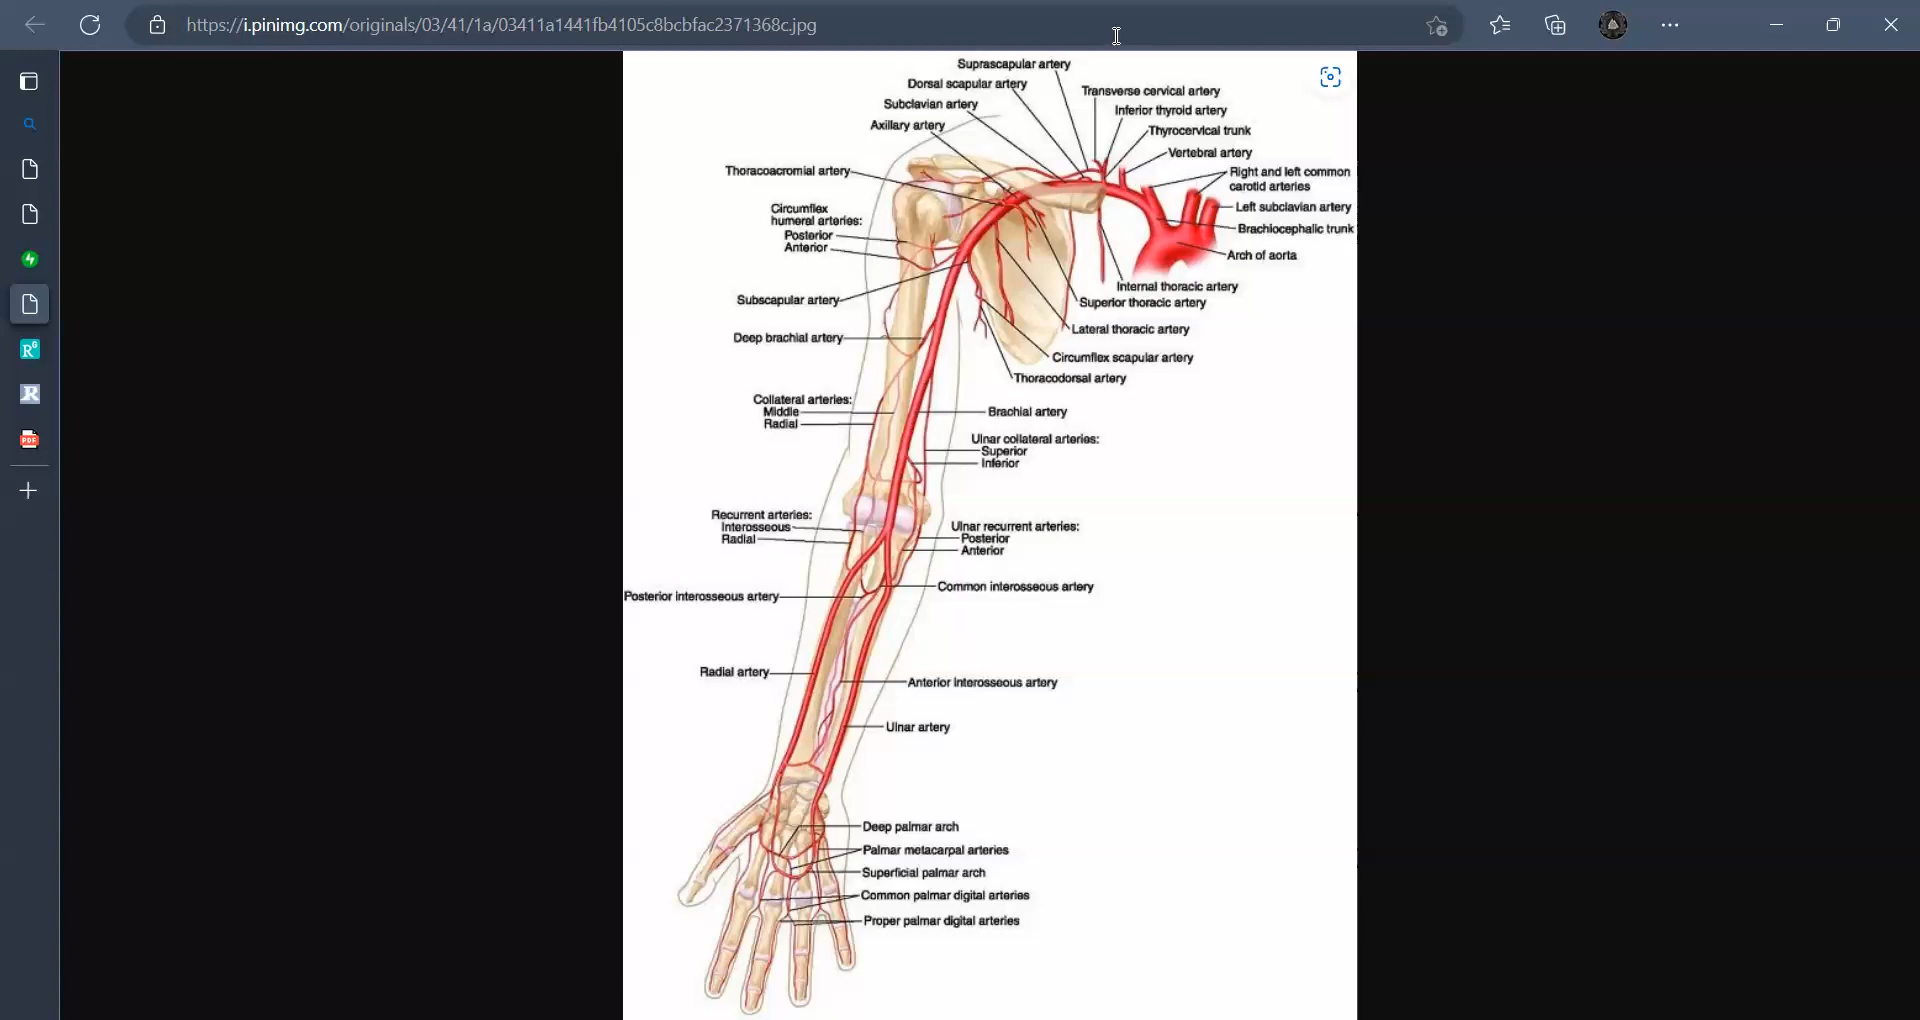 https://i.pinimg.com/originals/03/41/1a/03411a1441fb4105c8bcbfac2371368c.jpg
Suprascapular artery
Dorsal scapular artery
Subclavian artery
Axillary artery
Transverse cervical artery
Inferior thyroid artery
Thyrocervical trunk
Vertebral artery
Right and left common
carotid arteries
Left subclavian artery
Brachiocephalic trunk
Arch of aorta
Thoracoacromial artery
Circumflex
humeral arteries:
Posterior
Anterior
Subscapular artery
Deep brachial artery
Internal thoracic artery
Superior thoracic artery
Lateral thoracic artery
Circumflex scapular artery
Thoracodorsal artery
Collateral arteries:
Middle
Radial
Brachial artery
Ulnar collateral arteries:
Superior
Inferior
Recurrent arteries:
Interosseous
Radial
Ulnar recurrent arteries:
Posterior
Anterior
Common interosseous artery
Posterior interosseous artery
Radial artery
Anterior interosseous artery
Ulnar artery
Deep palmar arch
Palmar metacarpal arteries
Superficial palmar arch
Common palmar digital arteries
Proper palmar digital arteries
R6
R
PDF